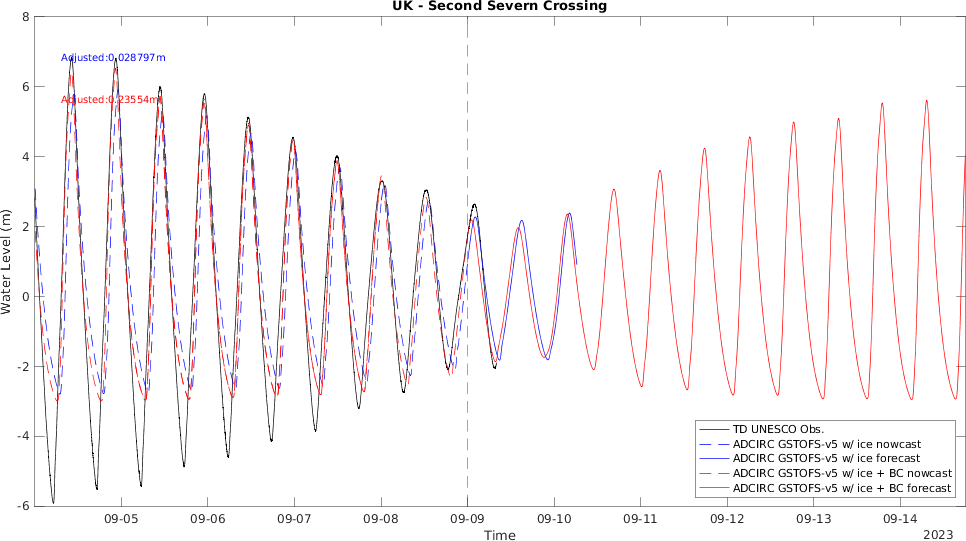 UK - Second Severn Crossing
8
6
4
2
0
-2
-4
-6
Water Level (m)
Adjusted:0.028797m
Adjusted:0.23554m
TD UNESCO Obs.
ADCIRC GSTOFS-v5 w/ ice nowcast
ADCIRC GSTOFS-v5 w/ ice forecast
ADCIRC GSTOFS-v5 w/ ice + BC nowcast
ADCIRC GSTOFS-v5 w/ ice + BC forecast
09-05 09-06 09-07 09-08 09-09 09-10 09-11 09-12 09-13 09-14
Time
2023